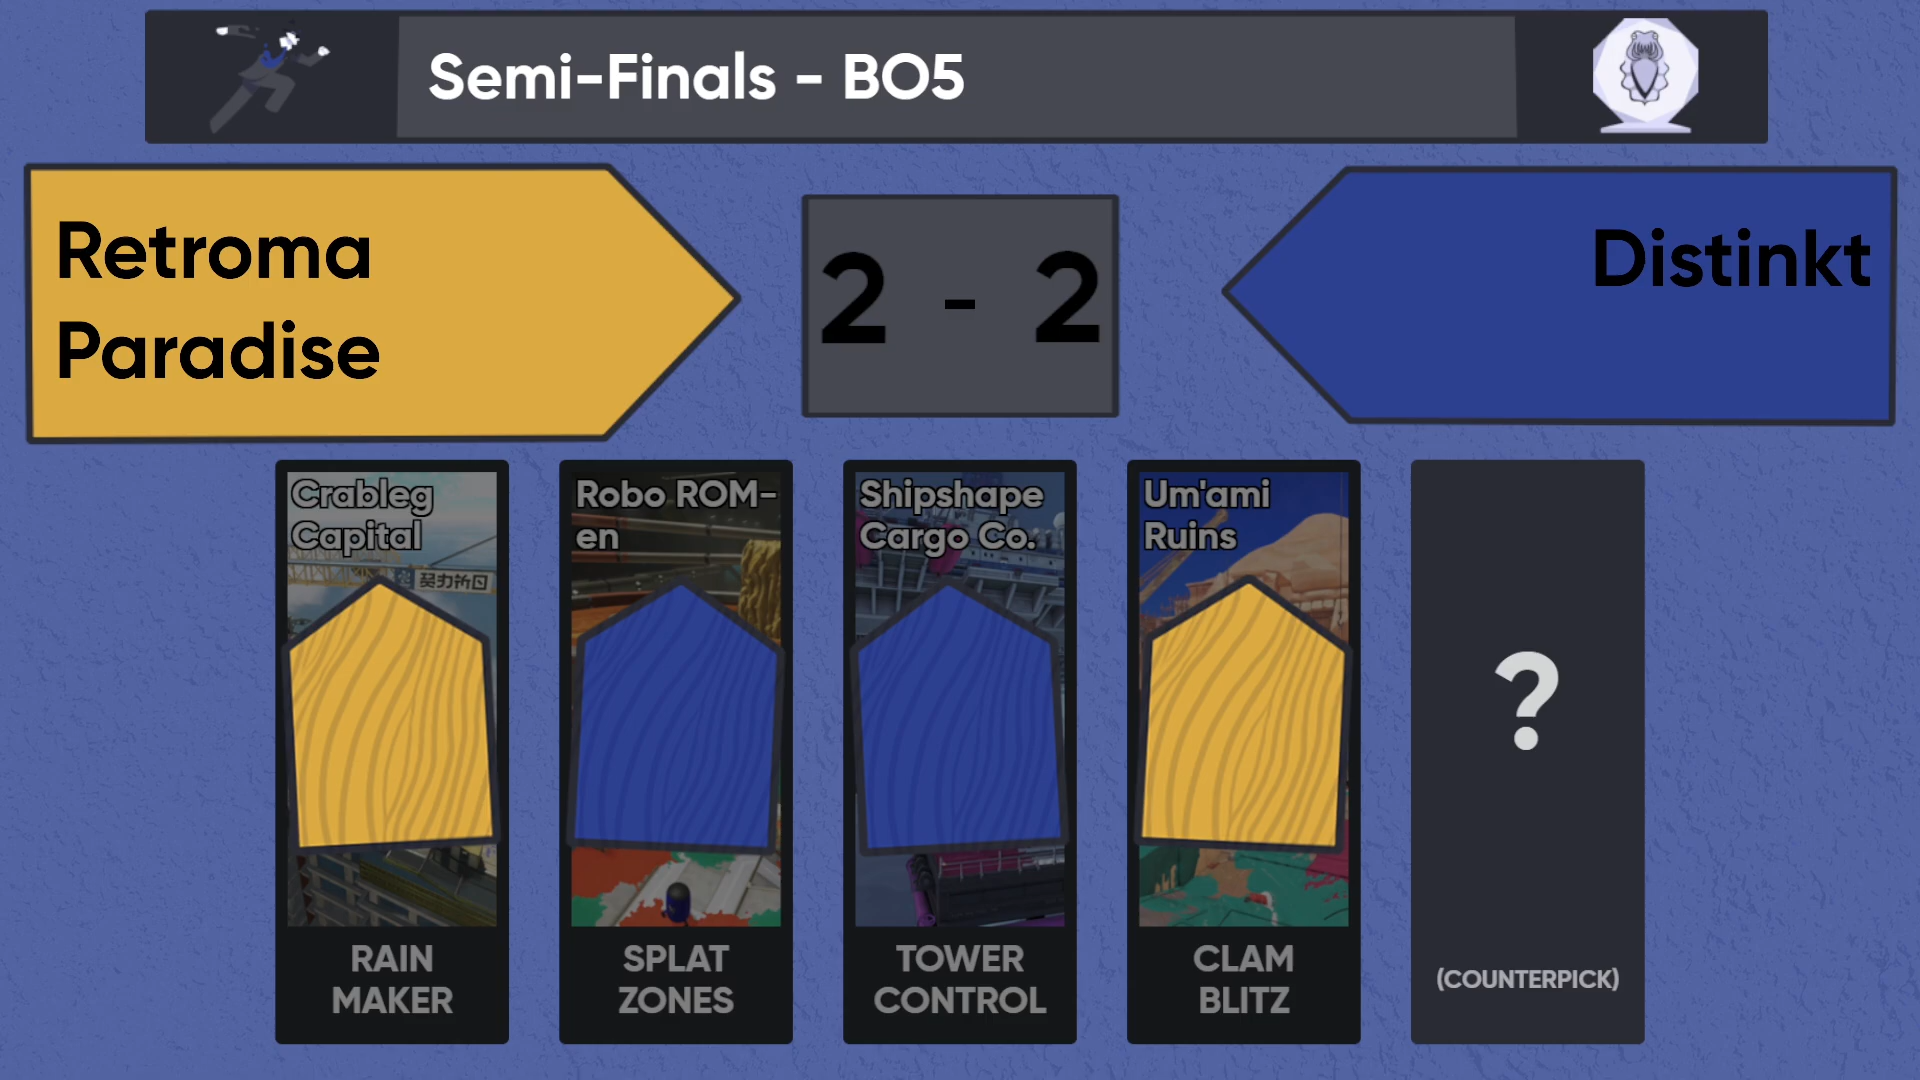 Semi-Finals - BO5
Retroma
Paradise
2 - 2
Distinkt
Crableg
Capital
Robo ROM-
en
Shipshape
Cargo Co.
Um'ami
Ruins
?
RAIN
MAKER
SPLAT
ZONES
TOWER
CONTROL
CLAM
BLITZ
(COUNTERPICK)